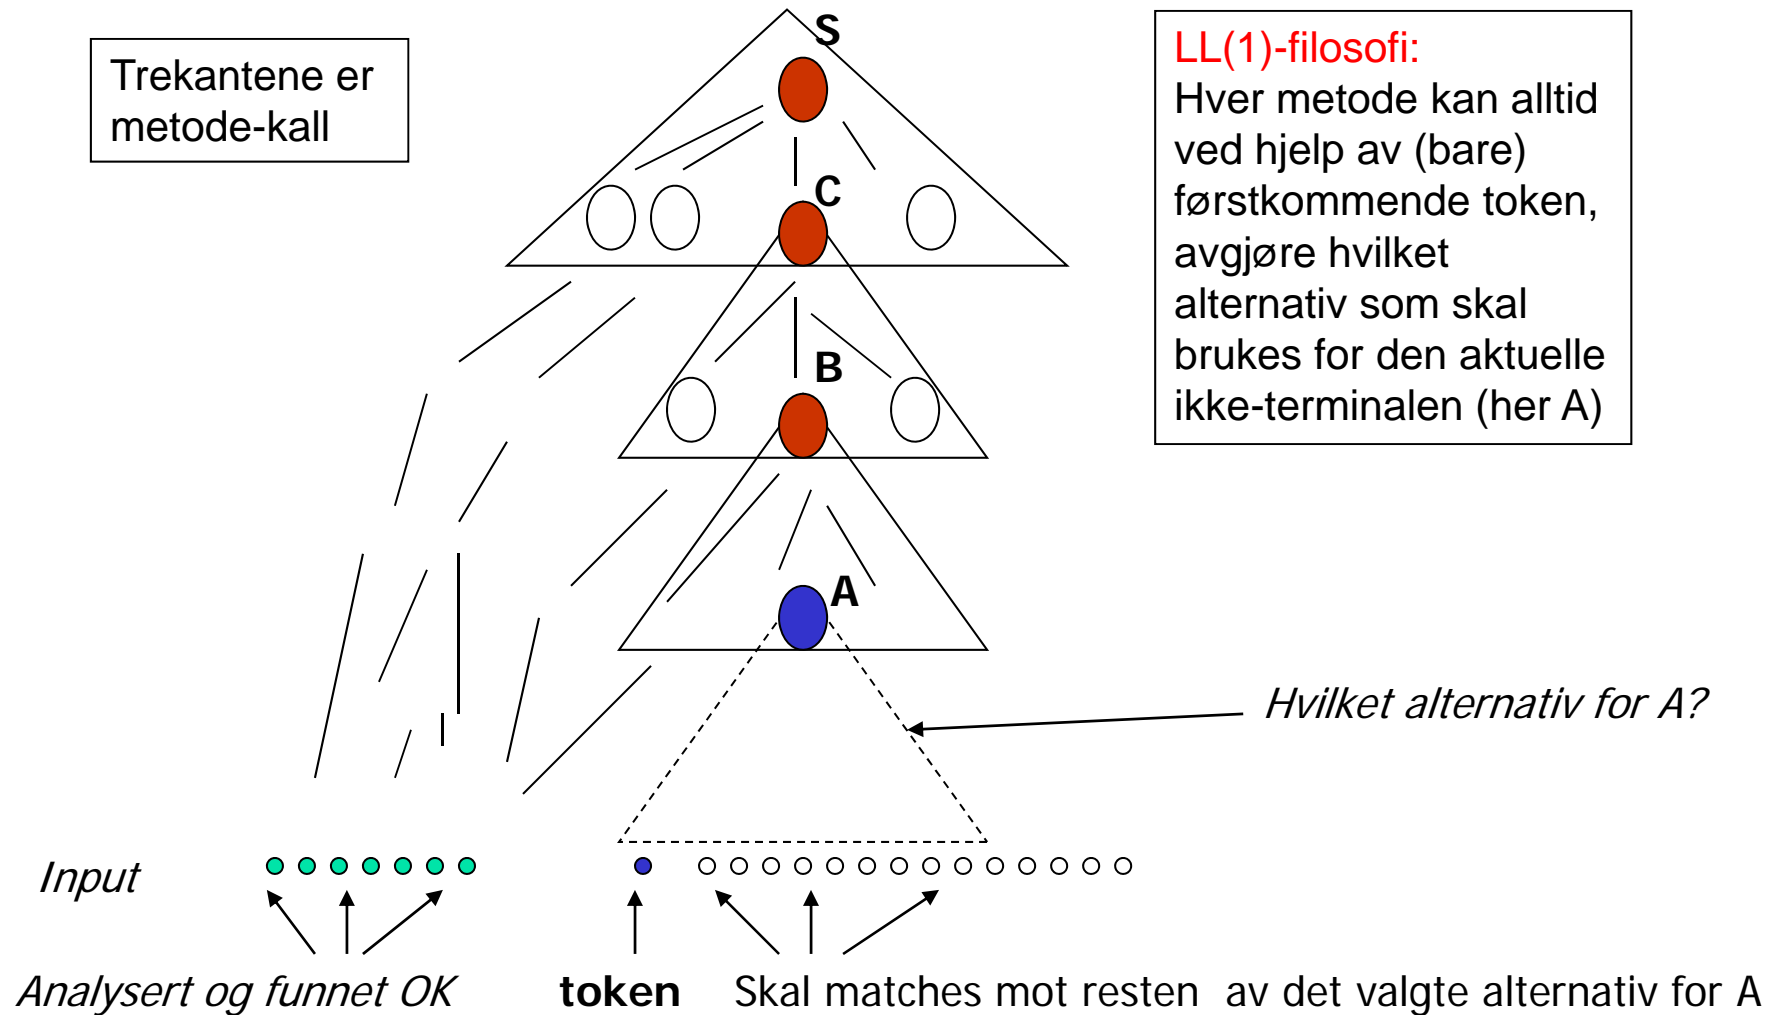 S
Trekantene er
metode-kall
LL(1)-filosofi:
Hver metode kan alltid
ved hjelp av (bare)
førstkommende token,
avgjøre hvilket
alternativ som skal
brukes for den aktuelle
ikke-terminalen (her A)
C
B
A
Hvilket alternativ for A?
Input
Analysert og funnet OK
token
Skal matches mot resten av det valgte alternativ for A